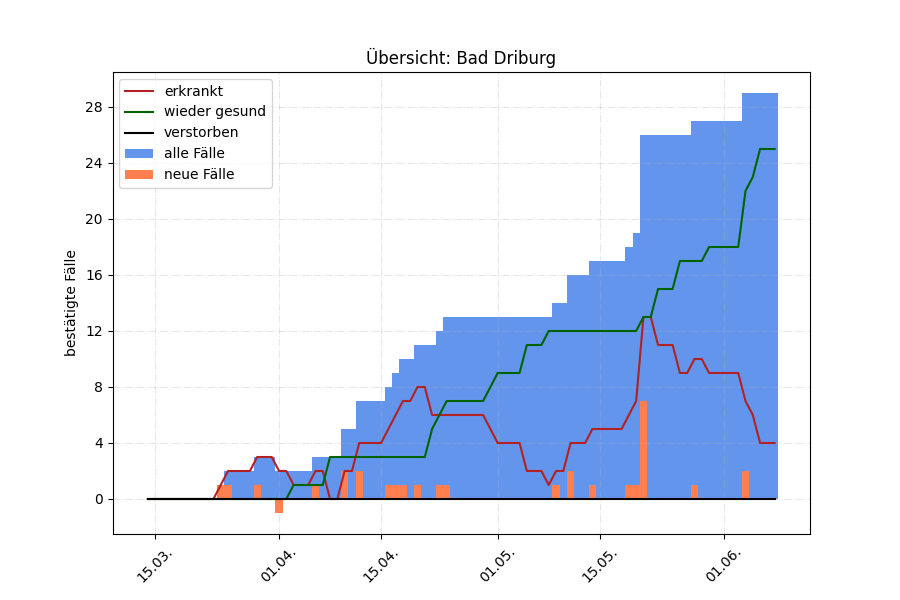 Übersicht: Bad Driburg
erkrankt
wieder gesund
verstorben
alle Fälle
neue Fälle
bestätigte Fälle
28
24
20
16
12
8
4
0
15.03.
01.04.
15.04.
01.05.
15.05.
01.06.